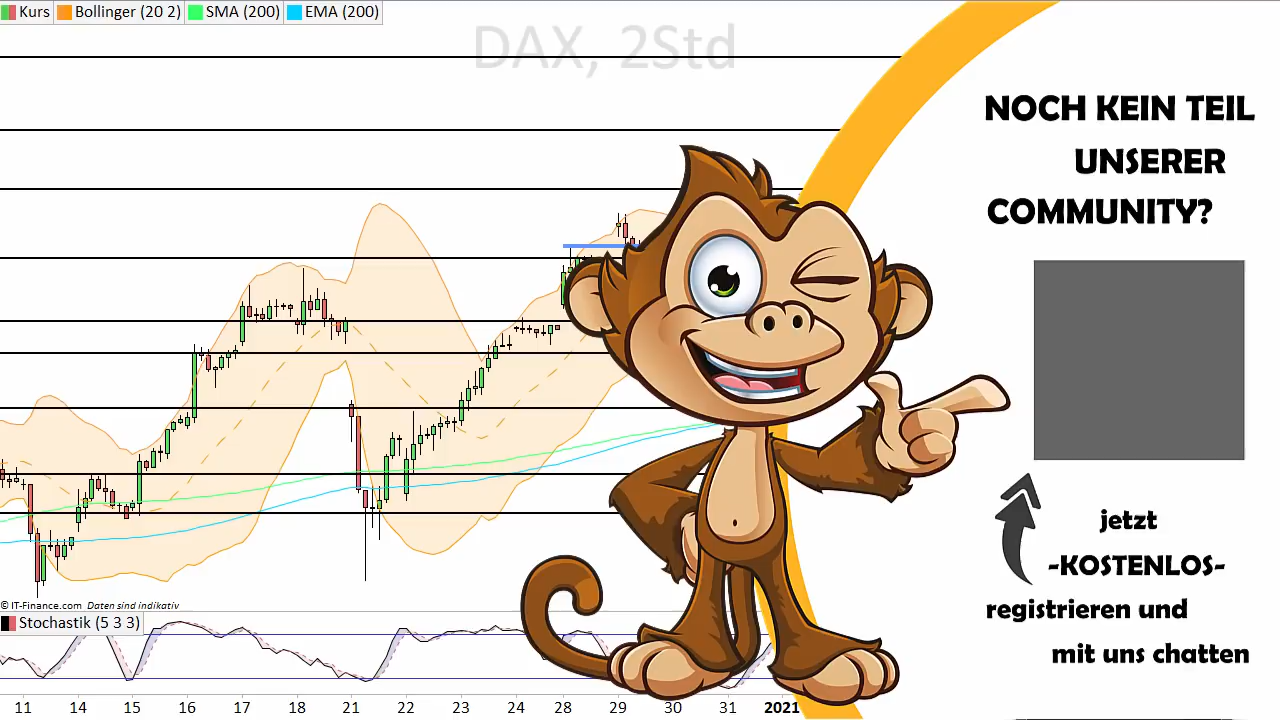 Kurs Bollinger (20 2) SMA (200) EMA (200)
DAX, 2Std
NOCH KEIN TEIL
UNSERER
COMMUNITY?
jetzt
-KOSTENLOS-
registrieren und
mit uns chatten
© IT-Finance.com Daten sind indikativ
Stochastik (5 3 3)
11 14 15 16 17 18 21 22 23 24 28 29 30 31 2021